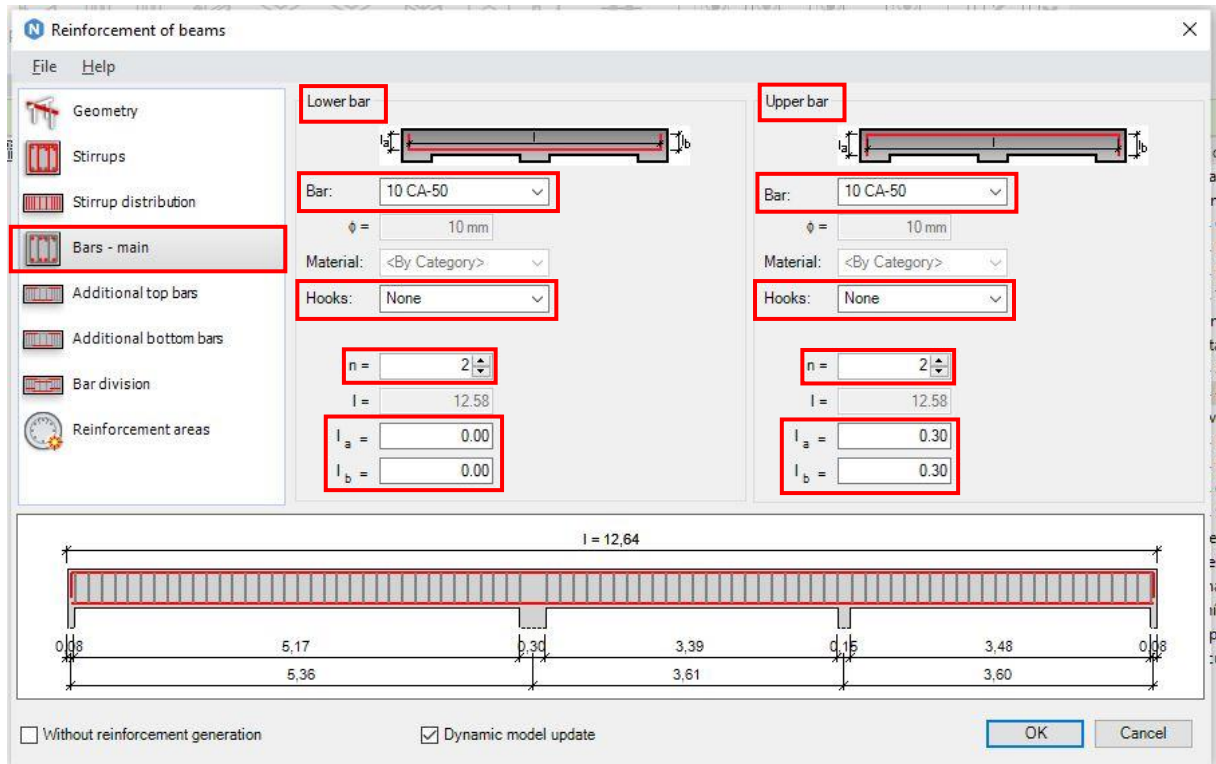 Reinforcement of beams
File Help
Geometry
Stirrups
Stirrup distribution
Bars - main
Additional top bars
Additional bottom bars
Bar division
Reinforcement areas
Lower bar
la l lb
Bar: 10 CA-50
ϕ = 10 mm
Material: <By Category>
Hooks: None
n = 2
l = 12.58
l a = 0.00
l b = 0.00
Upper bar
la l lb
Bar: 10 CA-50
ϕ = 10 mm
Material: <By Category>
Hooks: None
n = 2
l = 12.58
l a = 0.30
l b = 0.30
l = 12,64
0,08 5,17 0,30 3,39 0,15 3,48 0,08
5,36 3,61 3,60
Without reinforcement generation Dynamic model update OK Cancel